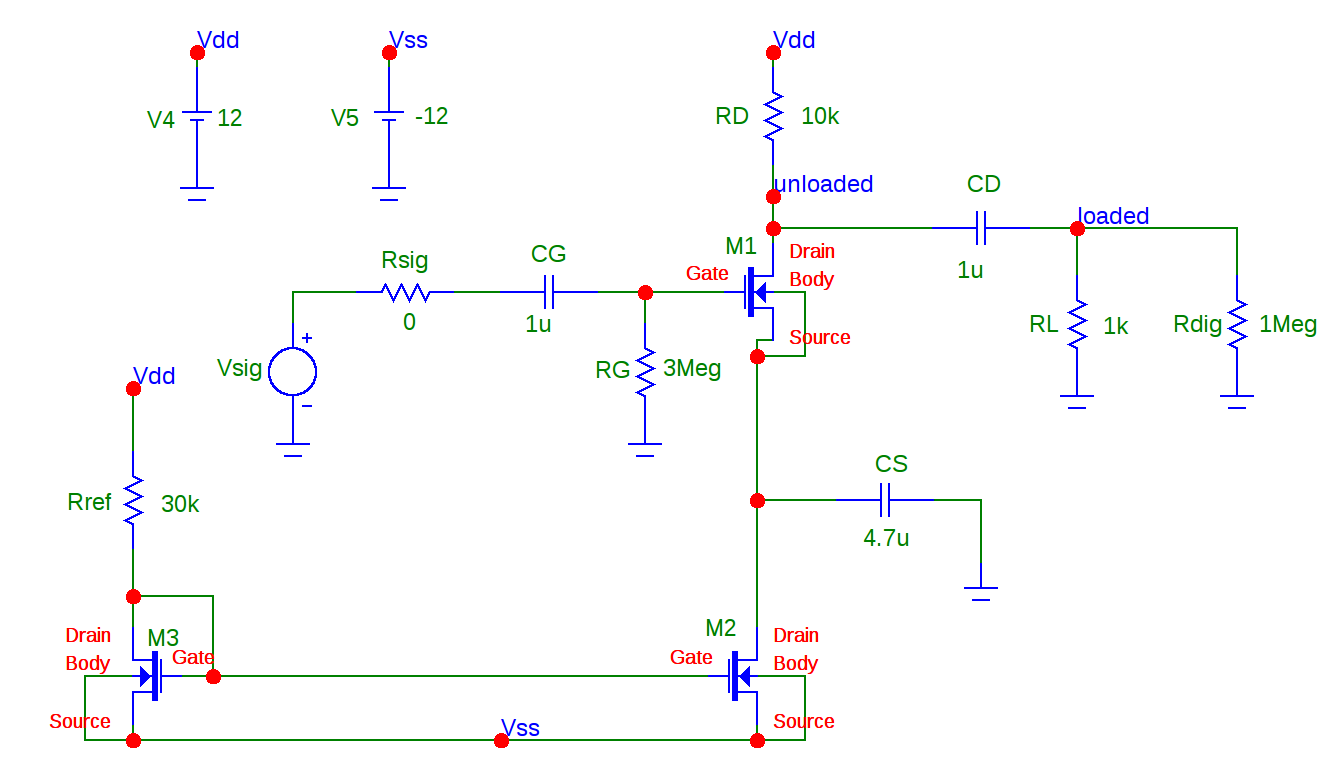 Vdd
Vss
Vdd
V4
12
V5
-12
RD
10k
unloaded
CD
loaded
1u
Rsig
0
CG
1u
M1
Gate
Drain
Body
Source
RL
1k
Rdig
1Meg
Vsig
+
−
RG
3Meg
Vdd
Rref
30k
CS
4.7u
Drain
M3
Body
Gate
Source
M2
Gate
Drain
Body
Source
Vss